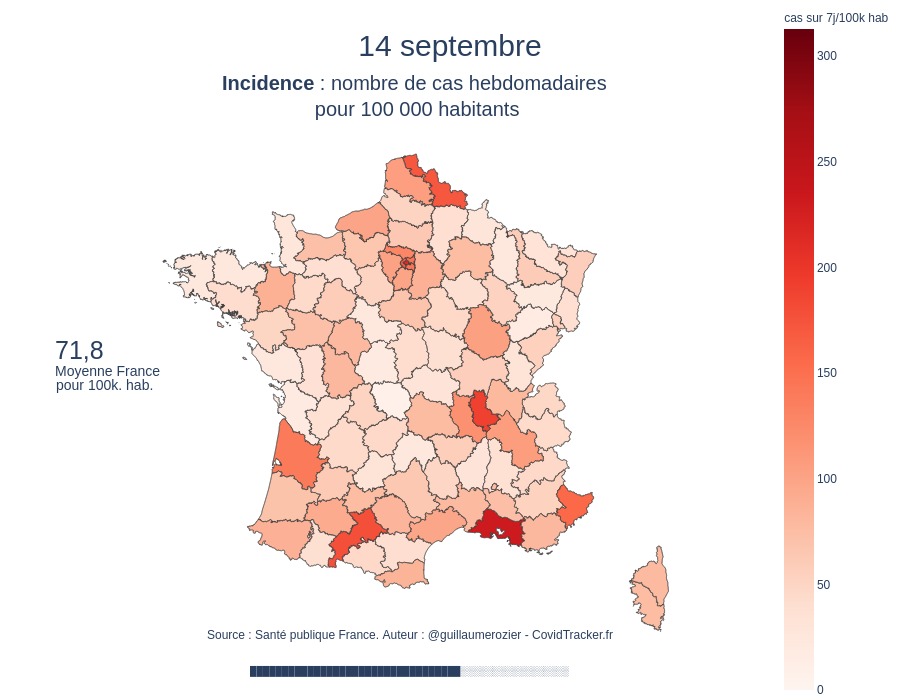 cas sur 7j/100k hab
14 septembre
Incidence : nombre de cas hebdomadaires
pour 100 000 habitants
300
250
200
150
100
50
0
71,8
Moyenne France
pour 100k. hab.
Source : Santé publique France. Auteur : @guillaumerozier - CovidTracker.fr